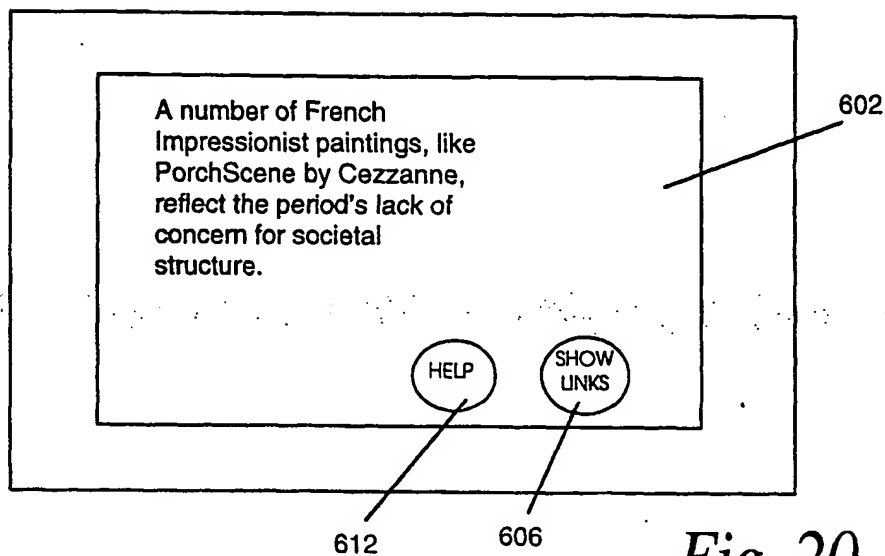 A number of French
Impressionist paintings, like
PorchScene by Cezzanne,
reflect the period's lack of
concern for societal
structure.
602
HELP
SHOW
LINKS
612
606
Fig. 20